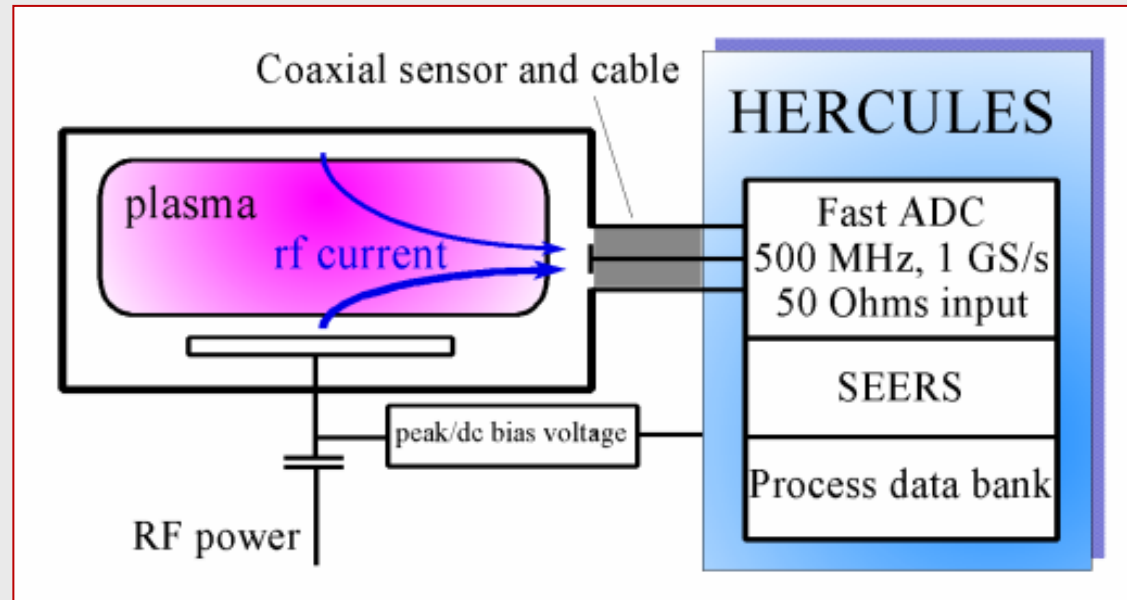 Coaxial sensor and cable
HERCULES
plasma
rf current
Fast ADC
500 MHz, 1 GS/s
50 Ohms input
SEERS
peak/dc bias voltage
Process data bank
RF power